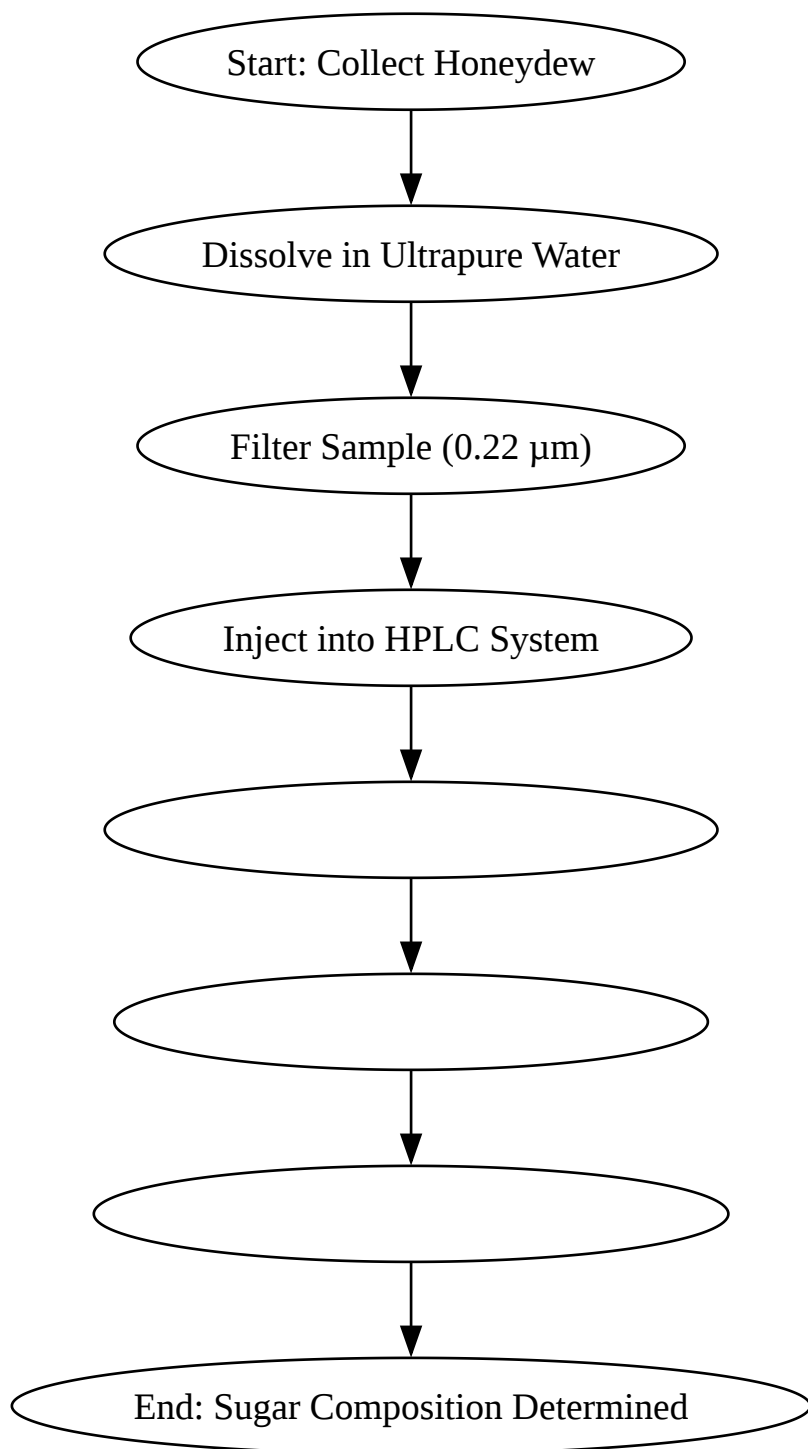 Start: Collect Honeydew
Dissolve in Ultrapure Water
Filter Sample (0.22 µm)
Inject into HPLC System
End: Sugar Composition Determined